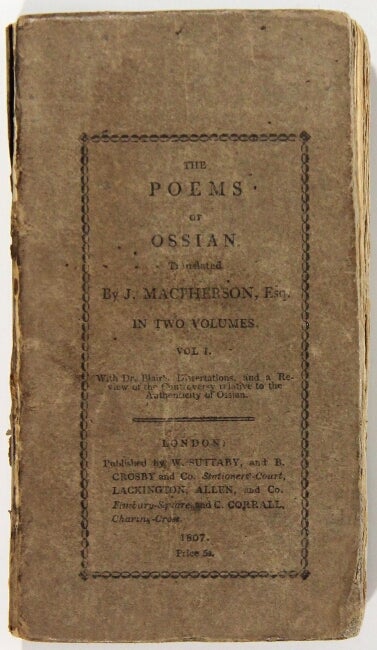 THE
POEMS
OF
OSSIAN
Translated
By J. MACPHERSON, Esq.
IN TWO VOLUMES.
VOL I.
With Dr. Blair's Dissertations, and a Re-
view of the Controversy relative to the
Authenticity of Ossian.
LONDON:
Published by W. SUTTABY, and B.
CROSBY and Co. Stationers'-Court,
LACKINGTON, ALLEN, and Co.
Finsbury-Square, and C. CORRALL,
Charing-Cross.
1807.
Price 5s.